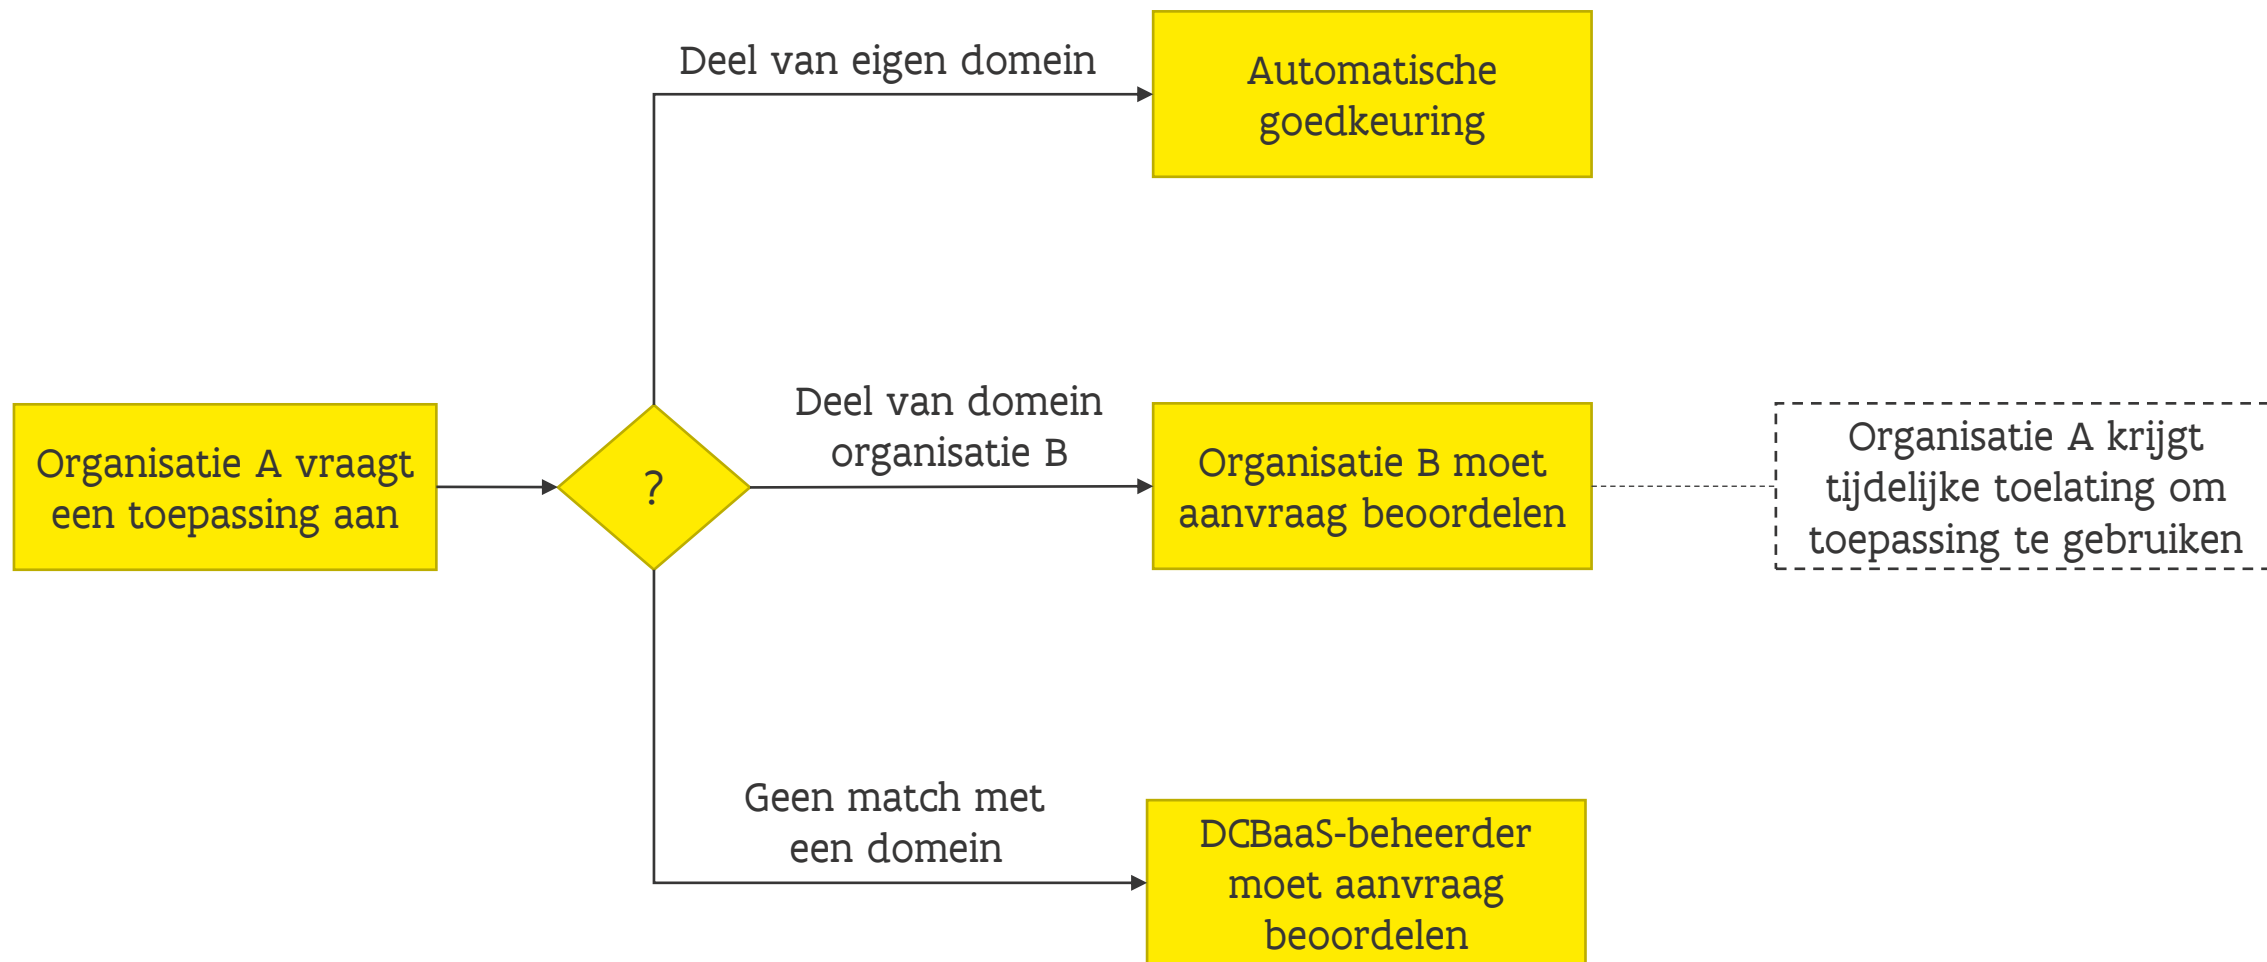 Deel van eigen domein
Automatische
goedkeuring
Organisatie A vraagt
een toepassing aan
?
Deel van domein
organisatie B
Organisatie B moet
aanvraag beoordelen
Organisatie A krijgt
tijdelijke toelating om
toepassing te gebruiken
Geen match met
een domein
DCBaaS-beheerder
moet aanvraag
beoordelen